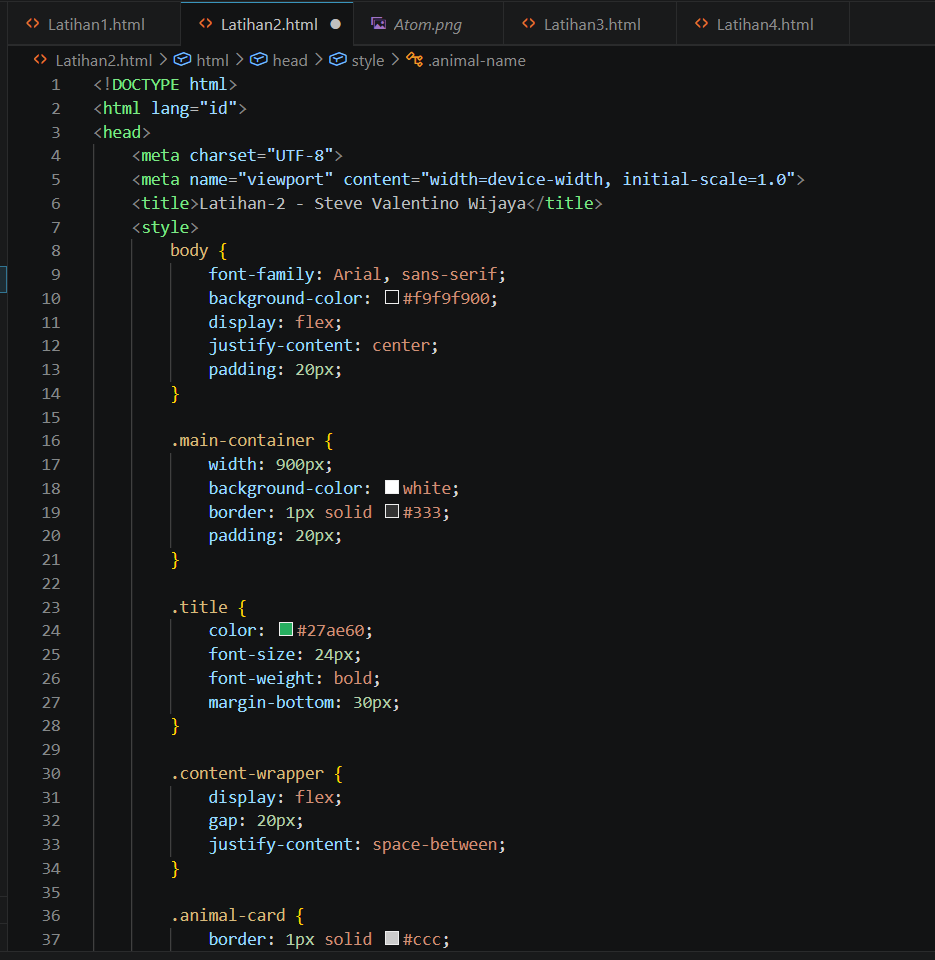 Latihan1.html Latihan2.html Atom.png Latihan3.html Latihan4.html
Latihan2.html > html > head > style > .animal-name
1 <!DOCTYPE html>
2 <html lang="id">
3 <head>
4 <meta charset="UTF-8">
5 <meta name="viewport" content="width=device-width, initial-scale=1.0">
6 <title>Latihan-2 - Steve Valentino Wijaya</title>
7 <style>
8 body {
9 font-family: Arial, sans-serif;
10 background-color: #f9f9f900;
11 display: flex;
12 justify-content: center;
13 padding: 20px;
14 }
15
16 .main-container {
17 width: 900px;
18 background-color: white;
19 border: 1px solid #333;
20 padding: 20px;
21 }
22
23 .title {
24 color: #27ae60;
25 font-size: 24px;
26 font-weight: bold;
27 margin-bottom: 30px;
28 }
29
30 .content-wrapper {
31 display: flex;
32 gap: 20px;
33 justify-content: space-between;
34 }
35
36 .animal-card {
37 border: 1px solid #ccc;